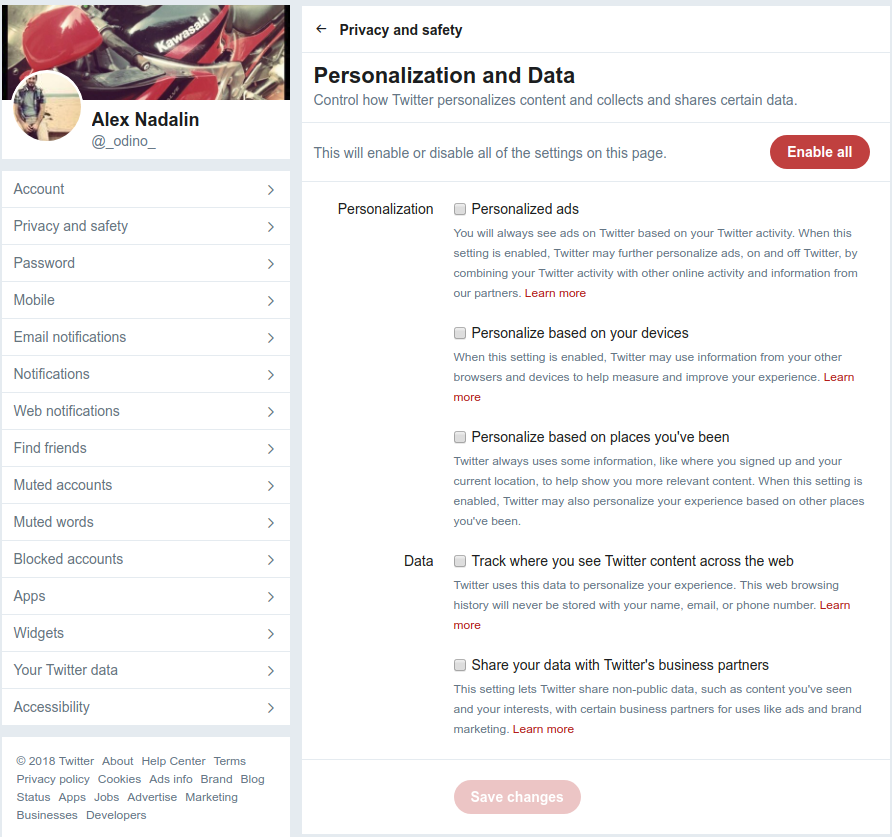 Kawasaki
Alex Nadalin
@_odino_
Account
Privacy and safety
Password
Mobile
Email notifications
Notifications
Web notifications
Find friends
Muted accounts
Muted words
Blocked accounts
Apps
Widgets
Your Twitter data
Accessibility
© 2018 Twitter About Help Center Terms
Privacy policy Cookies Ads info Brand Blog
Status Apps Jobs Advertise Marketing
Businesses Developers
← Privacy and safety
Personalization and Data
Control how Twitter personalizes content and collects and shares certain data.
This will enable or disable all of the settings on this page. Enable all
Personalization Personalized ads
You will always see ads on Twitter based on your Twitter activity. When this
setting is enabled, Twitter may further personalize ads, on and off Twitter, by
combining your Twitter activity with other online activity and information from
our partners. Learn more
Personalize based on your devices
When this setting is enabled, Twitter may use information from your other
browsers and devices to help measure and improve your experience. Learn
more
Personalize based on places you've been
Twitter always uses some information, like where you signed up and your
current location, to help show you more relevant content. When this setting is
enabled, Twitter may also personalize your experience based on other places
you've been.
Data Track where you see Twitter content across the web
Twitter uses this data to personalize your experience. This web browsing
history will never be stored with your name, email, or phone number. Learn
more
Share your data with Twitter's business partners
This setting lets Twitter share non-public data, such as content you've seen
and your interests, with certain business partners for uses like ads and brand
marketing. Learn more
Save changes